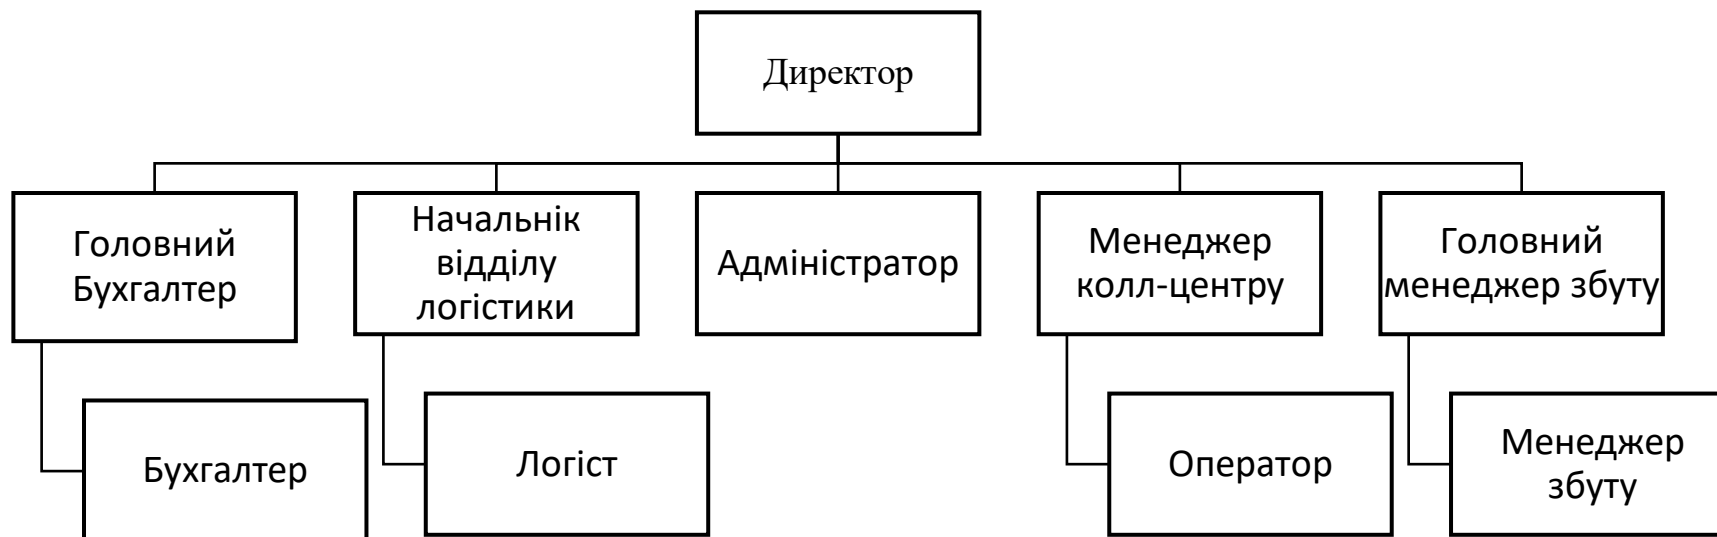 Директор
Головний
Бухгалтер
Начальнік
відділу
логістики
Адміністратор
Менеджер
колл-центру
Головний
менеджер збуту
Бухгалтер
Логіст
Оператор
Менеджер
збуту